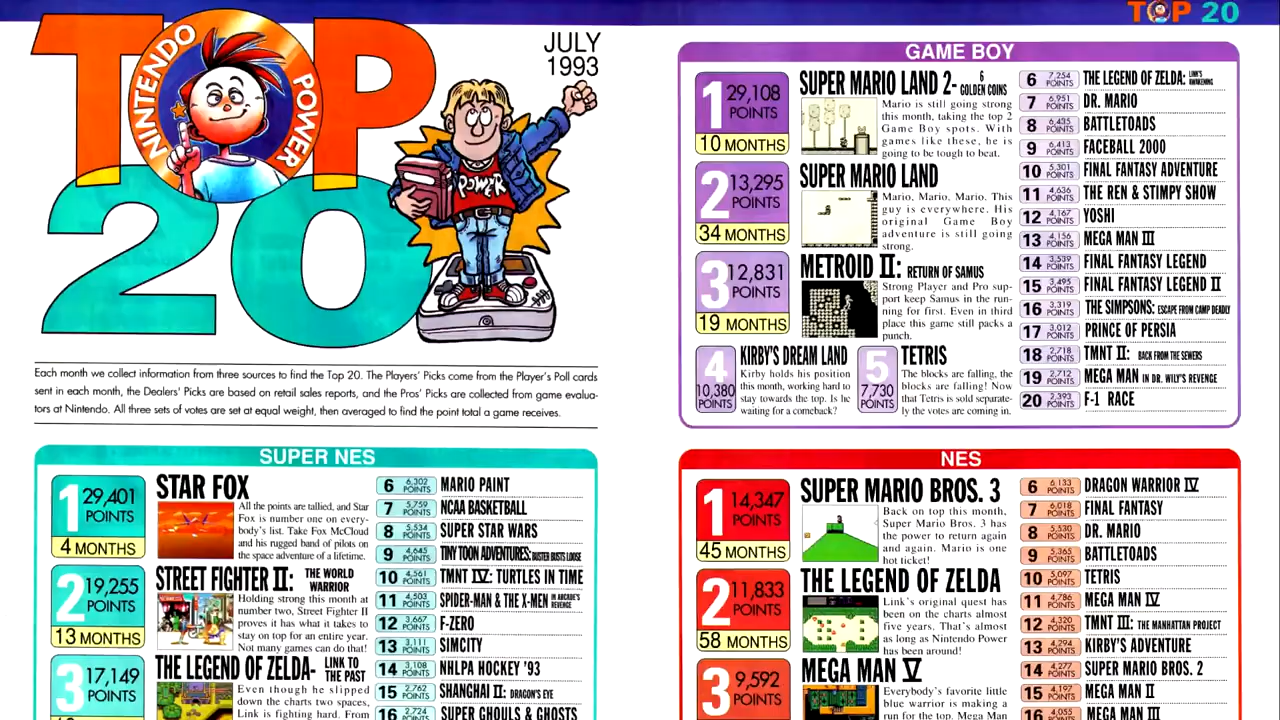 TOP 20
TOP
20
NINTENDO POWER
POWER
JULY
1993
Each month we collect information from three sources to find the Top 20. The Players' Picks come from the Player's Poll cards
sent in each month, the Dealers' Picks are based on retail sales reports, and the Pros' Picks are collected from game evalua-
tors at Nintendo. All three sets of votes are set at equal weight, then averaged to find the point total a game receives.
GAME BOY
1 29,108 POINTS
10 MONTHS
SUPER MARIO LAND 2- 6 GOLDEN COINS
Mario is still going strong
this month, taking the top 2
Game Boy spots. With
games like these, he is
going to be tough to beat.
2 13,295 POINTS
34 MONTHS
SUPER MARIO LAND
Mario, Mario, Mario. This
guy is everywhere. His
original Game Boy
adventure is still going
strong.
3 12,831 POINTS
19 MONTHS
METROID II: RETURN OF SAMUS
Strong Player and Pro sup-
port keep Samus in the run-
ning for first. Even in third
place this game still packs a
punch.
4 10,380 POINTS
KIRBY'S DREAM LAND
Kirby holds his position
this month, working hard to
stay towards the top. Is he
waiting for a comeback?
5 7,730 POINTS
TETRIS
The blocks are falling, the
blocks are falling! Now
that Tetris is sold separate-
ly the votes are coming in.
6 7,254 POINTS THE LEGEND OF ZELDA: LINK'S AWAKENING
7 6,951 POINTS DR. MARIO
8 6,435 POINTS BATTLETOADS
9 6,413 POINTS FACEBALL 2000
10 5,301 POINTS FINAL FANTASY ADVENTURE
11 4,636 POINTS THE REN & STIMPY SHOW
12 4,167 POINTS YOSHI
13 4,156 POINTS MEGA MAN III
14 3,539 POINTS FINAL FANTASY LEGEND
15 3,495 POINTS FINAL FANTASY LEGEND II
16 3,319 POINTS THE SIMPSONS: ESCAPE FROM CAMP DEADLY
17 3,012 POINTS PRINCE OF PERSIA
18 2,718 POINTS TMNT II: BACK FROM THE SEWERS
19 2,712 POINTS MEGA MAN IN DR. WILY'S REVENGE
20 2,393 POINTS F-1 RACE
SUPER NES
1 29,401 POINTS
4 MONTHS
STAR FOX
All the points are tallied, and Star
Fox is number one on every-
body's list. Take Fox McCloud
and his rugged band of pilots on
the space adventure of a lifetime.
2 19,255 POINTS
13 MONTHS
STREET FIGHTER II: THE WORLD WARRIOR
Holding strong this month at
number two, Street Fighter II
proves it has what it takes to
stay on top for an entire year.
Not many games can do that!
3 17,149 POINTS
THE LEGEND OF ZELDA- LINK TO THE PAST
Even though he slipped
down the charts two spaces,
Link is fighting hard. From
6 6,302 POINTS MARIO PAINT
7 5,759 POINTS NCAA BASKETBALL
8 5,534 POINTS SUPER STAR WARS
9 4,645 POINTS TINY TOON ADVENTURES: BUSTER BUSTS LOOSE
10 4,561 POINTS TMNT IV: TURTLES IN TIME
11 4,503 POINTS SPIDER-MAN & THE X-MEN IN ARCADE'S REVENGE
12 3,667 POINTS F-ZERO
13 3,111 POINTS SIMCITY
14 3,108 POINTS NHLPA HOCKEY '93
15 2,762 POINTS SHANGHAI II: DRAGON'S EYE
16 2,724 SUPER GHOULS & GHOSTS
NES
1 14,347 POINTS
45 MONTHS
SUPER MARIO BROS. 3
Back on top this month,
Super Mario Bros. 3 has
the power to return again
and again. Mario is one
hot ticket!
2 11,833 POINTS
58 MONTHS
THE LEGEND OF ZELDA
Link's original quest has
been on the charts almost
five years. That's almost
as long as Nintendo Power
has been around!
3 9,592 POINTS
MEGA MAN V
Everybody's favorite little
blue warrior is making a
run for the top. Mega Man
6 6,133 POINTS DRAGON WARRIOR IV
7 6,018 POINTS FINAL FANTASY
8 5,530 POINTS DR. MARIO
9 5,365 POINTS BATTLETOADS
10 5,097 POINTS TETRIS
11 4,786 POINTS MEGA MAN IV
12 4,320 POINTS TMNT III: THE MANHATTAN PROJECT
13 4,294 POINTS KIRBY'S ADVENTURE
14 4,277 POINTS SUPER MARIO BROS. 2
15 4,197 POINTS MEGA MAN II
16 4,055 MEGA MAN III